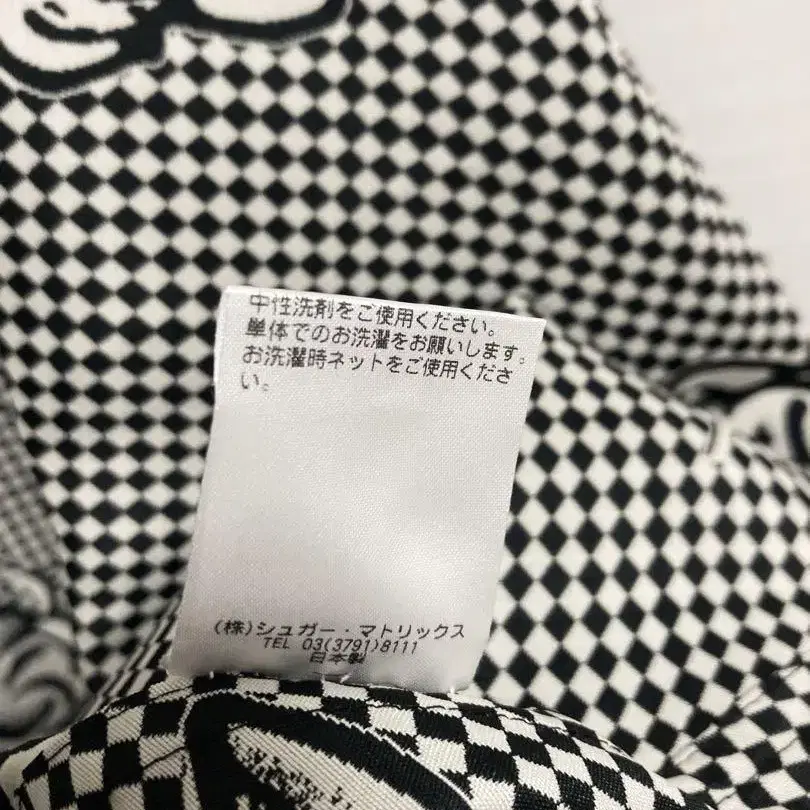 中性洗剤をご使用ください。
単体でのお洗濯をお願いします。
お洗濯時ネットをご使用くださ
い。
(株)シュガー・マトリックス
TEL 03(3791)8111
日本製